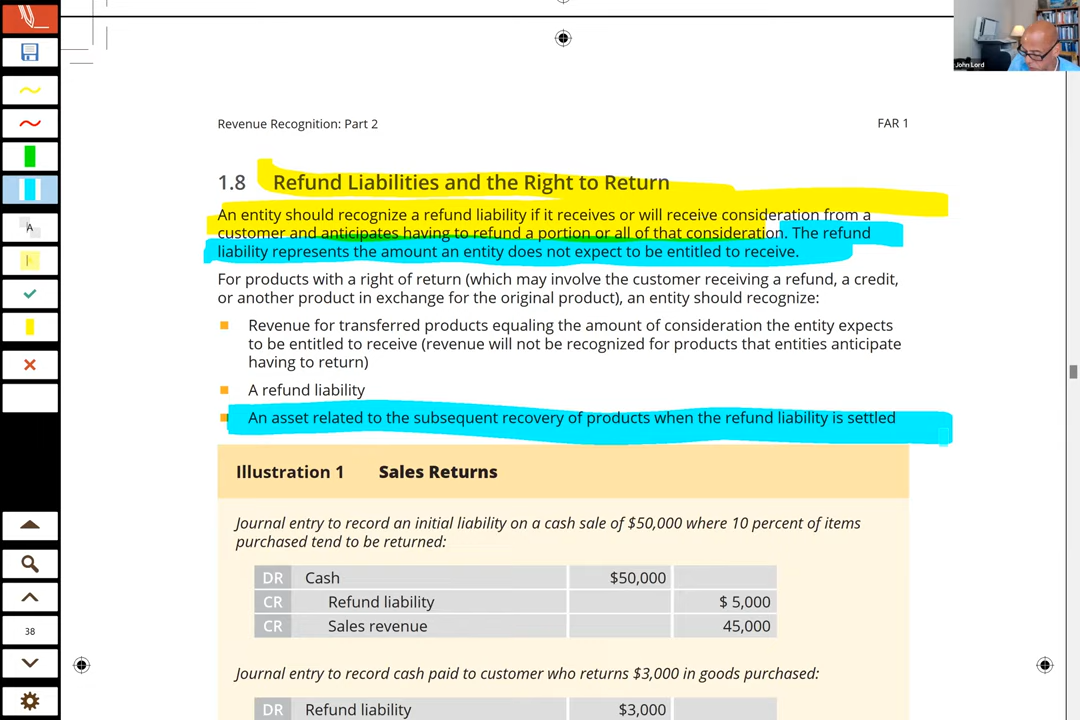 John Lord
Revenue Recognition: Part 2 FAR 1
1.8 Refund Liabilities and the Right to Return
An entity should recognize a refund liability if it receives or will receive consideration from a
customer and anticipates having to refund a portion or all of that consideration. The refund
liability represents the amount an entity does not expect to be entitled to receive.
For products with a right of return (which may involve the customer receiving a refund, a credit,
or another product in exchange for the original product), an entity should recognize:
Revenue for transferred products equaling the amount of consideration the entity expects
to be entitled to receive (revenue will not be recognized for products that entities anticipate
having to return)
A refund liability
An asset related to the subsequent recovery of products when the refund liability is settled
Illustration 1 Sales Returns
Journal entry to record an initial liability on a cash sale of $50,000 where 10 percent of items
purchased tend to be returned:
DR Cash $50,000
CR Refund liability $ 5,000
CR Sales revenue 45,000
Journal entry to record cash paid to customer who returns $3,000 in goods purchased:
DR Refund liability $3,000
A
38